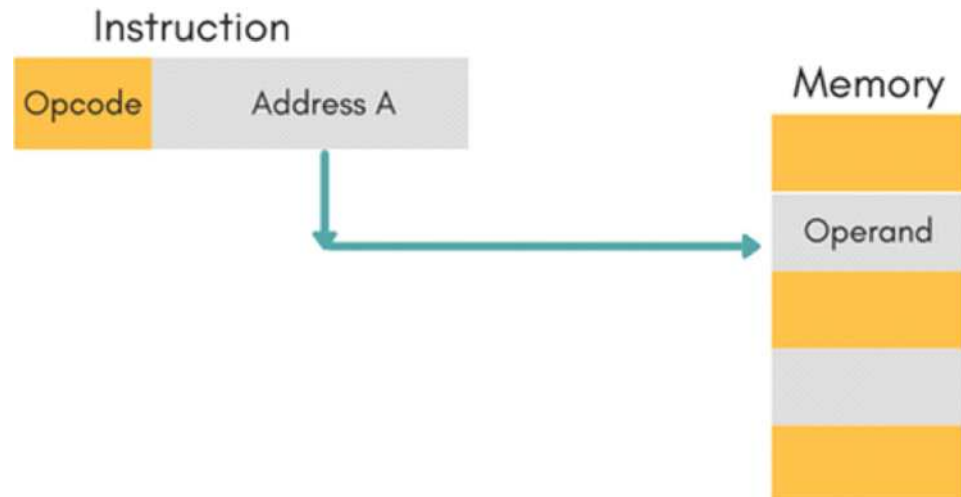 Instruction
Opcode
Address A
Memory
Operand